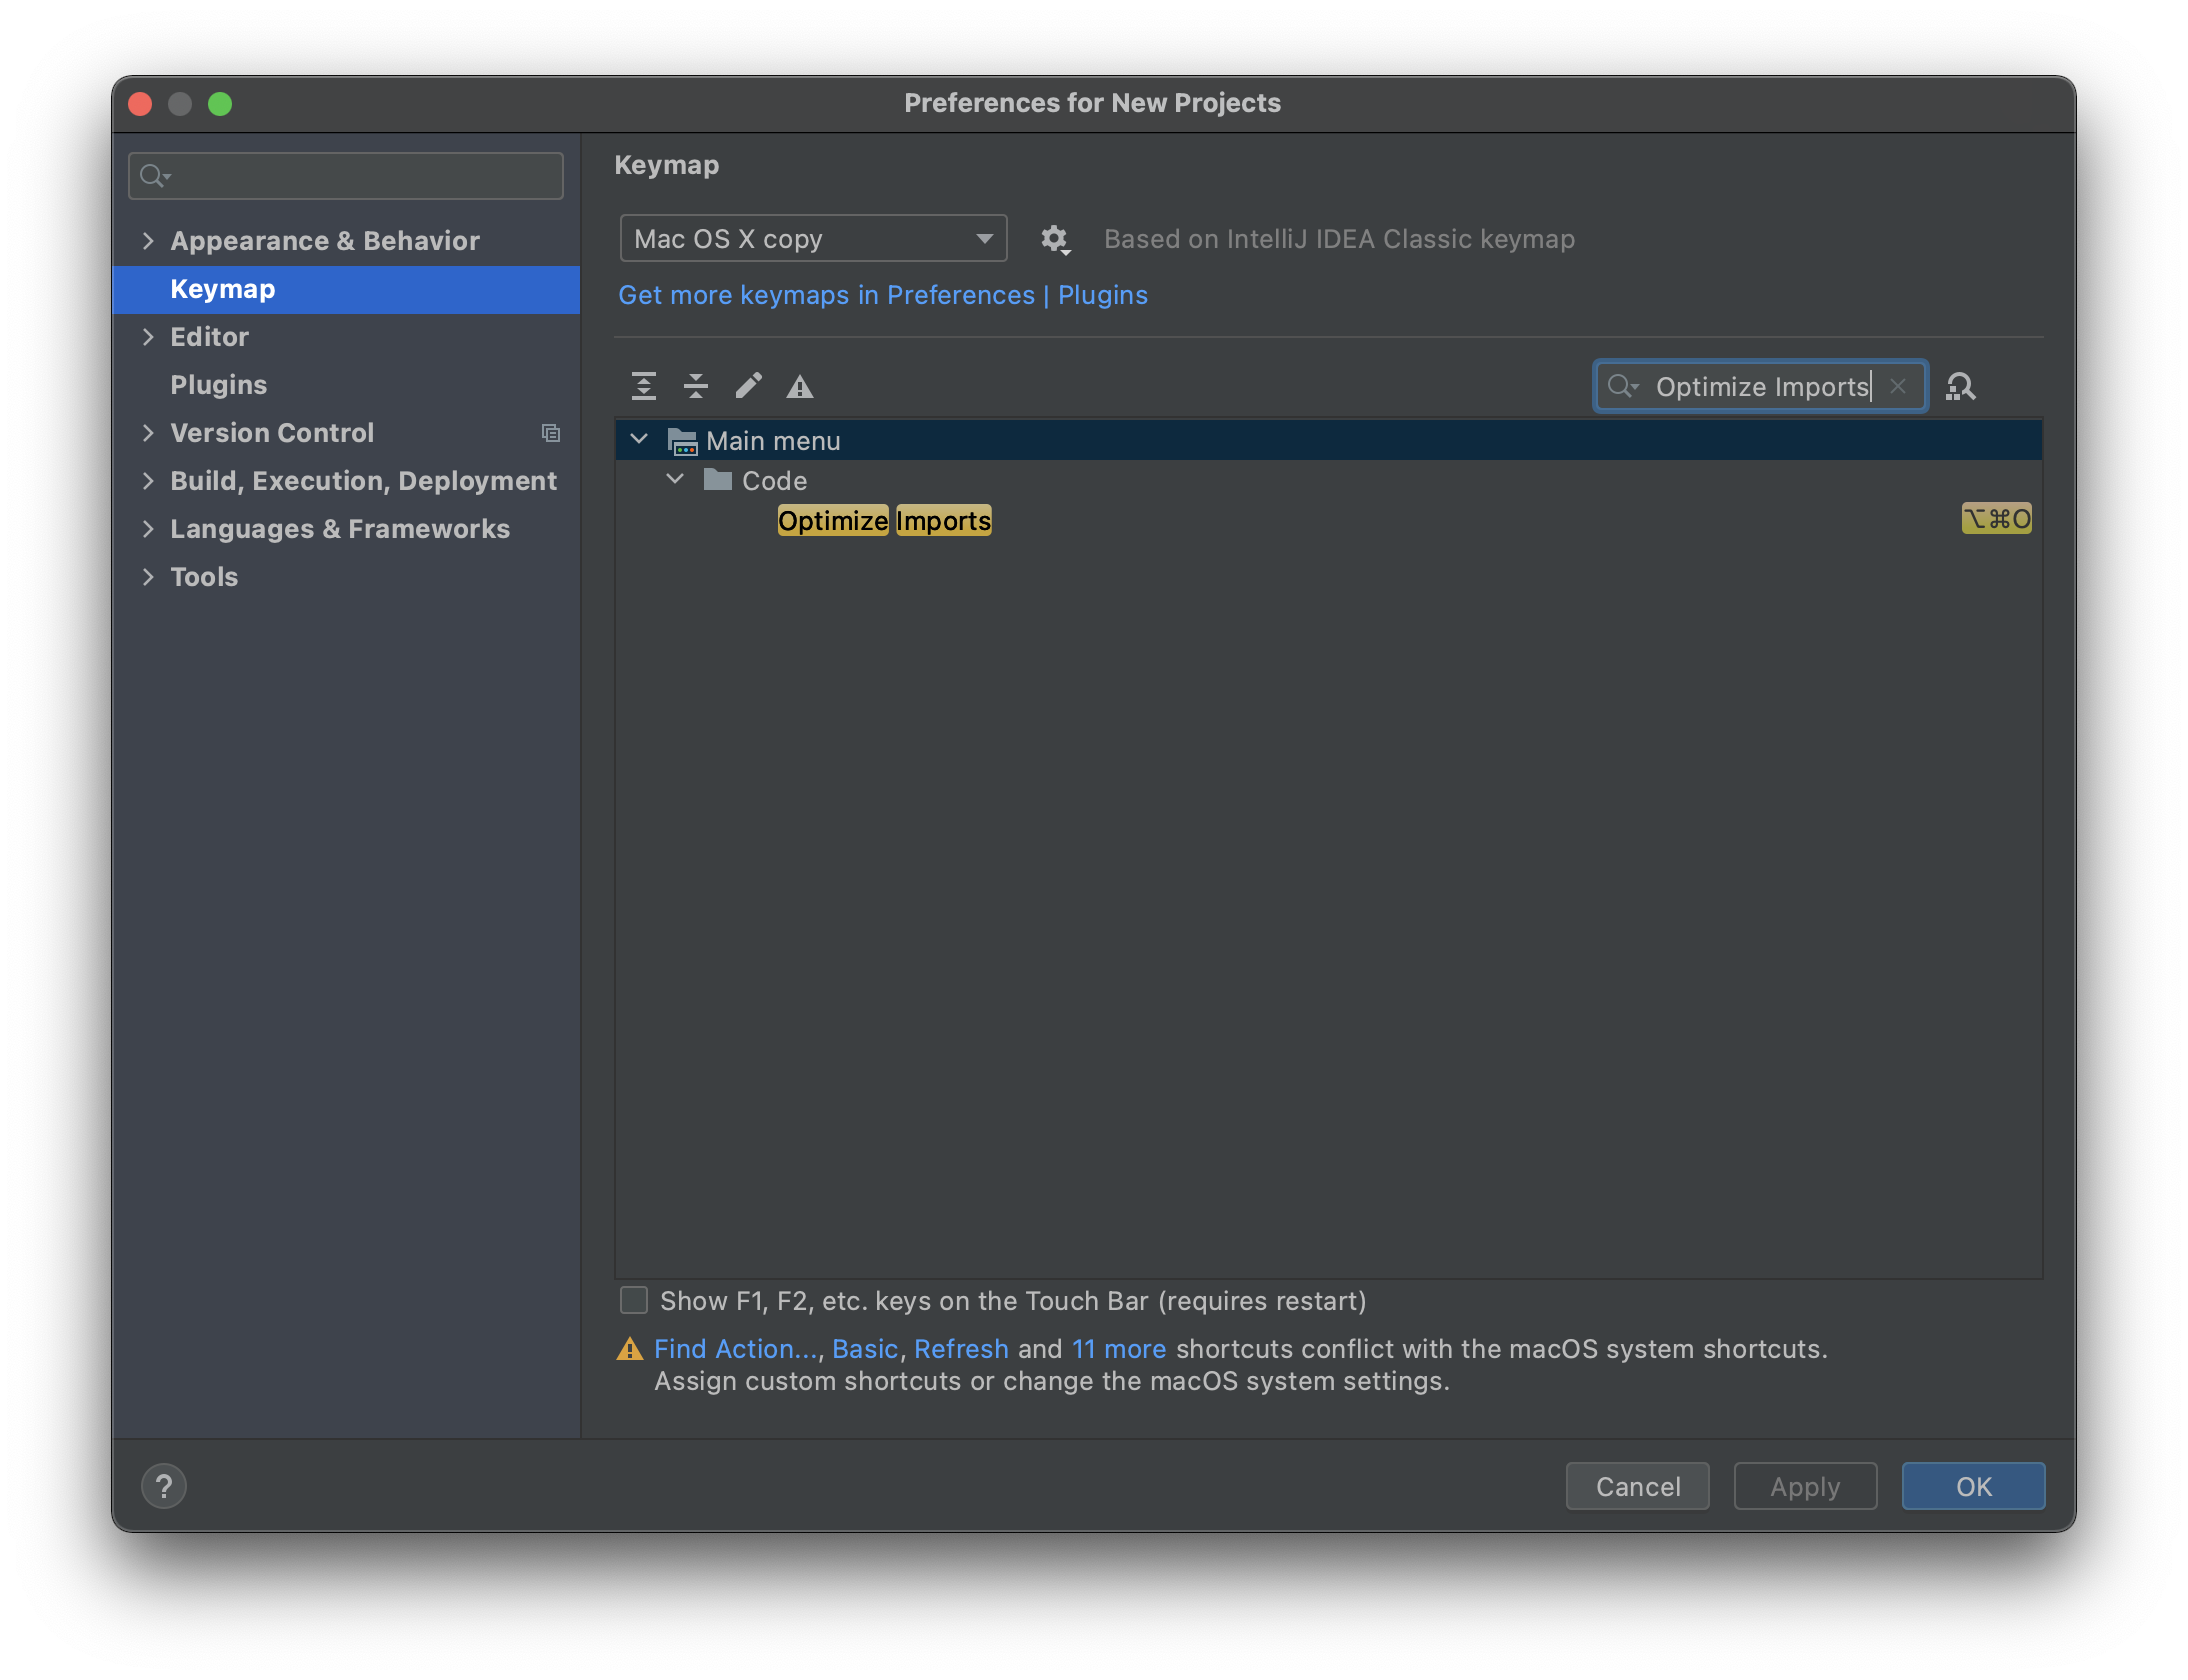 Preferences for New Projects
Appearance & Behavior
Keymap
Editor
Plugins
Version Control
Build, Execution, Deployment
Languages & Frameworks
Tools
Keymap
Mac OS X copy
Based on IntelliJ IDEA Classic keymap
Get more keymaps in Preferences | Plugins
Optimize Imports
Main menu
Code
Optimize Imports ⌥⌘O
Show F1, F2, etc. keys on the Touch Bar (requires restart)
Find Action..., Basic, Refresh and 11 more shortcuts conflict with the macOS system shortcuts.
Assign custom shortcuts or change the macOS system settings.
?
Cancel
Apply
OK